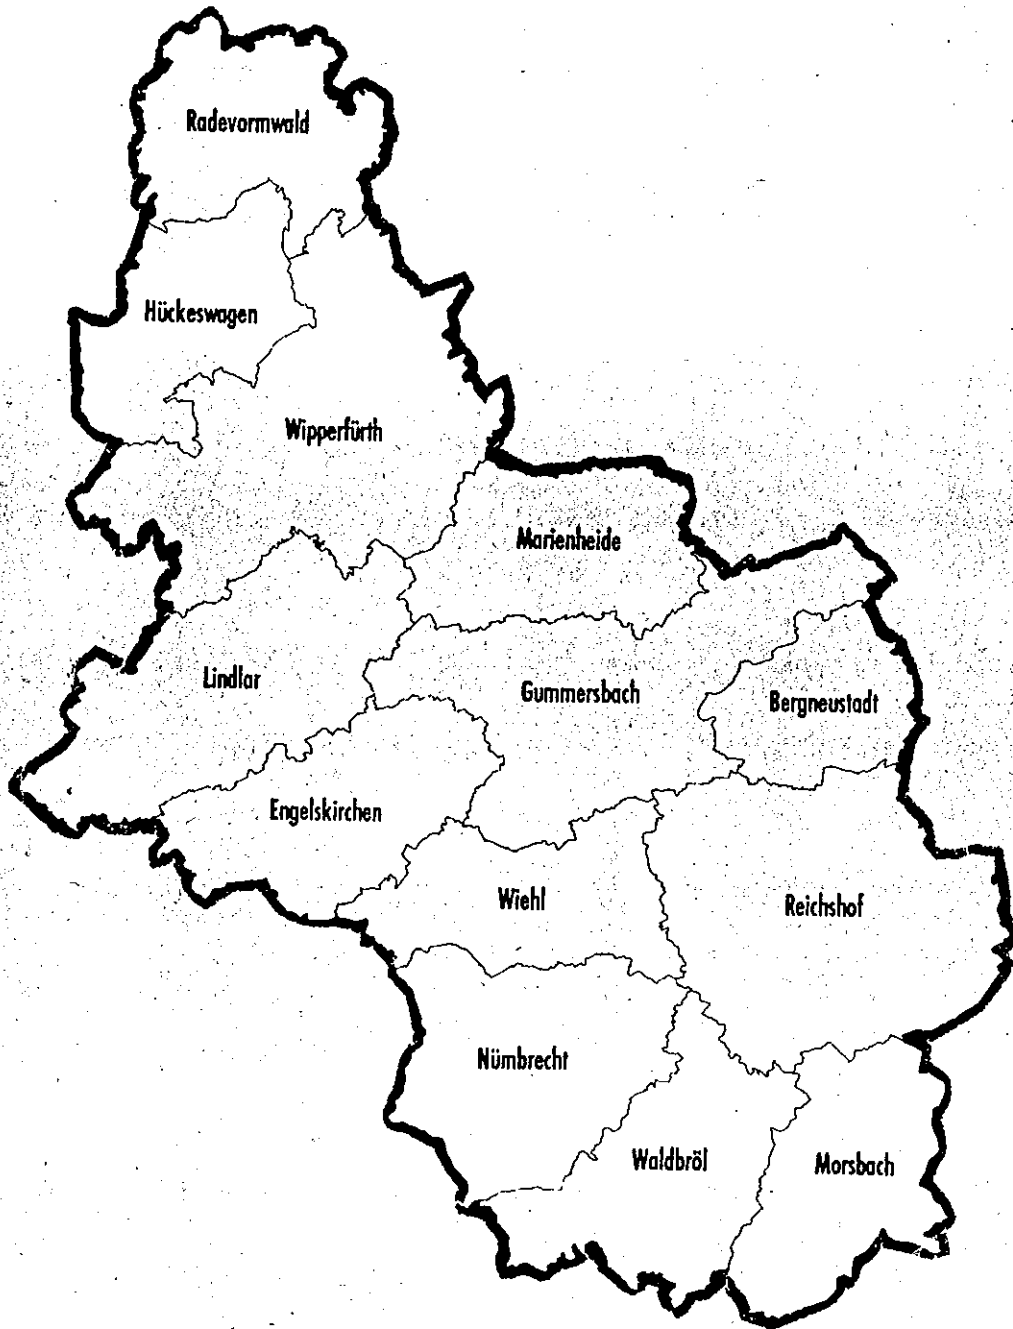 Radevormwald
Hückeswagen
Wipperfürth
Marienheide
Lindlar
Gummersbach
Bergneustadt
Engelskirchen
Wiehl
Reichshof
Nümbrecht
Waldbröl
Morsbach